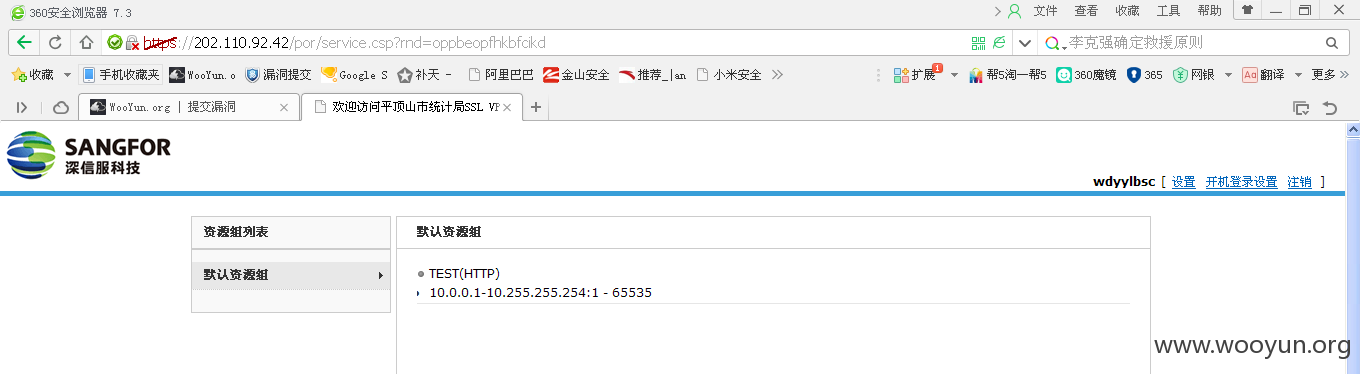 360安全浏览器 7.3
文件 查看 收藏 工具 帮助
https://202.110.92.42/por/service.csp?rnd=oppbeopfhkbfcikd
李克强确定救援原则
收藏 手机收藏夹 WooYun.o 漏洞提交 Google S 补天 - 阿里巴巴 金山安全 推荐_lan 小米安全 扩展 1 帮5淘一帮5 360魔镜 365 网银 Aa 翻译 更多
WooYun.org | 提交漏洞
欢迎访问平顶山市统计局SSL VP
SANGFOR
深信服科技
wdyylbsc [ 设置 开机登录设置 注销 ]
资源组列表
默认资源组
默认资源组
TEST(HTTP)
10.0.0.1-10.255.255.254:1 - 65535
www.wooyun.org